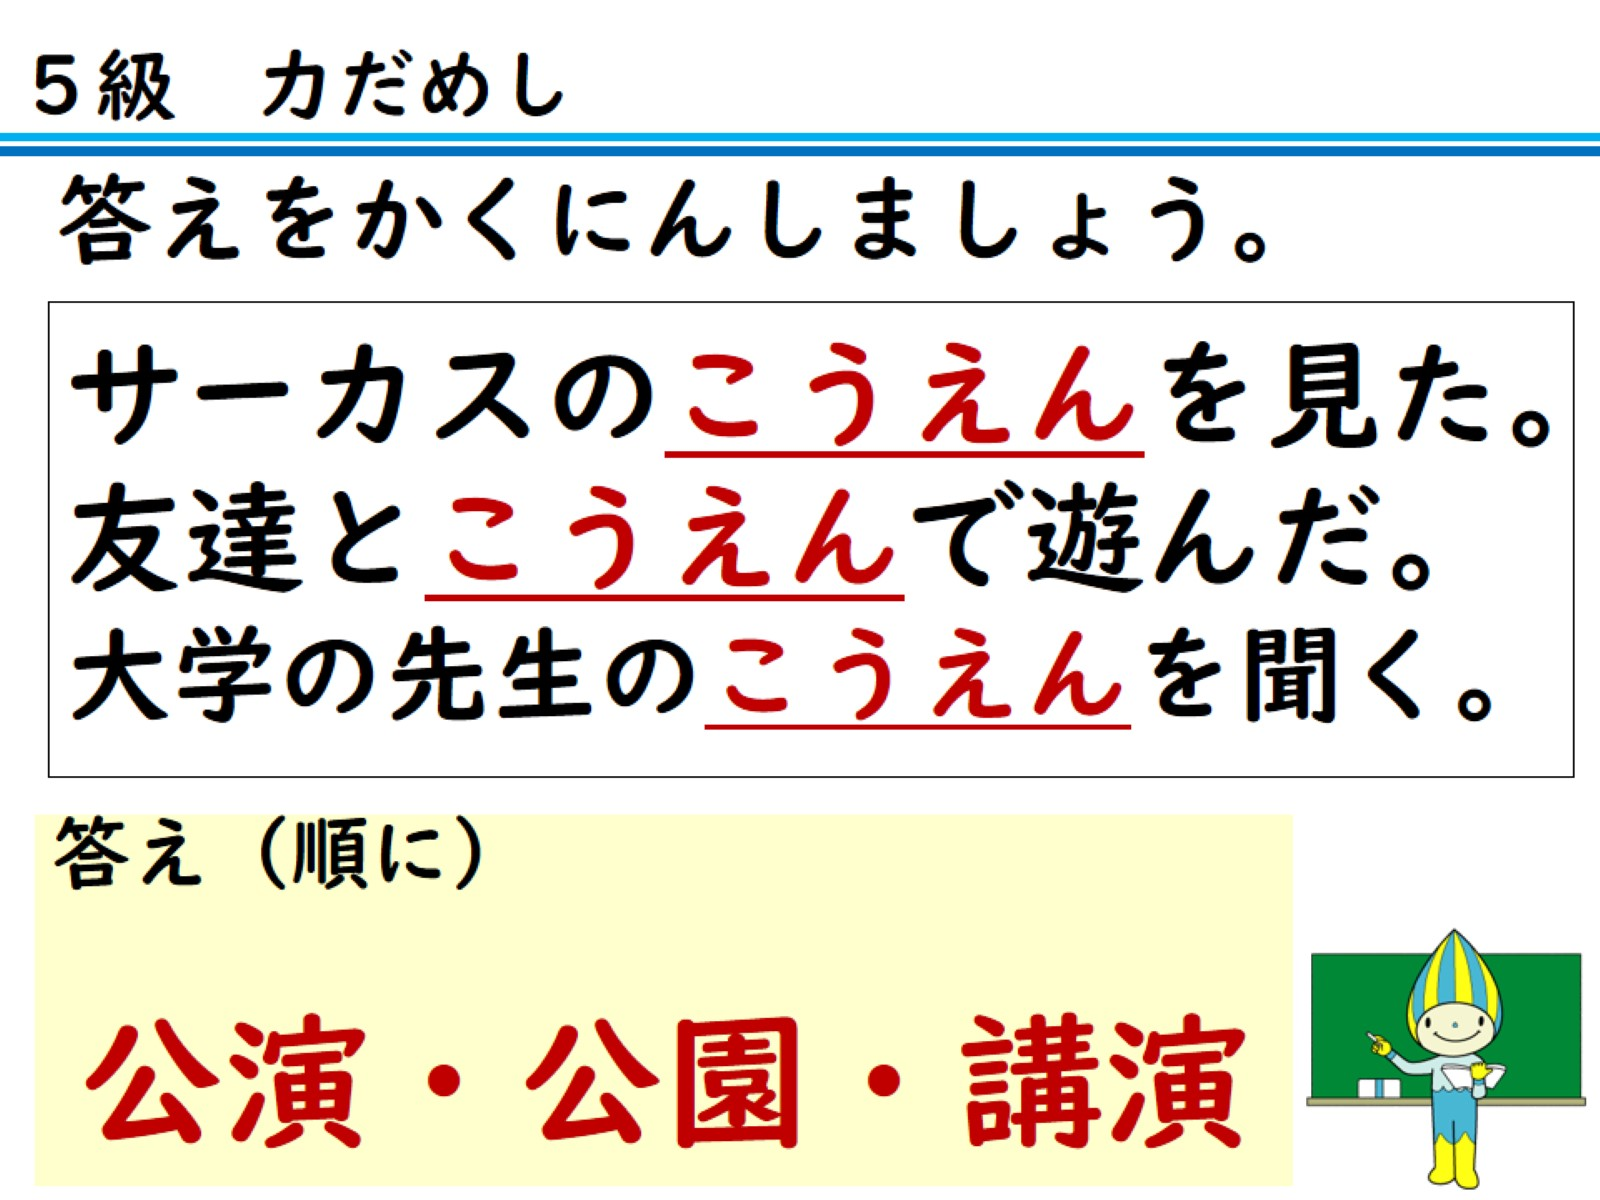 ５級　力だめし
答えをかくにんしましょう。
サーカスのこうえんを見た。
友達とこうえんで遊んだ。
大学の先生のこうえんを聞く。
答え（順に）
公演・公園・講演